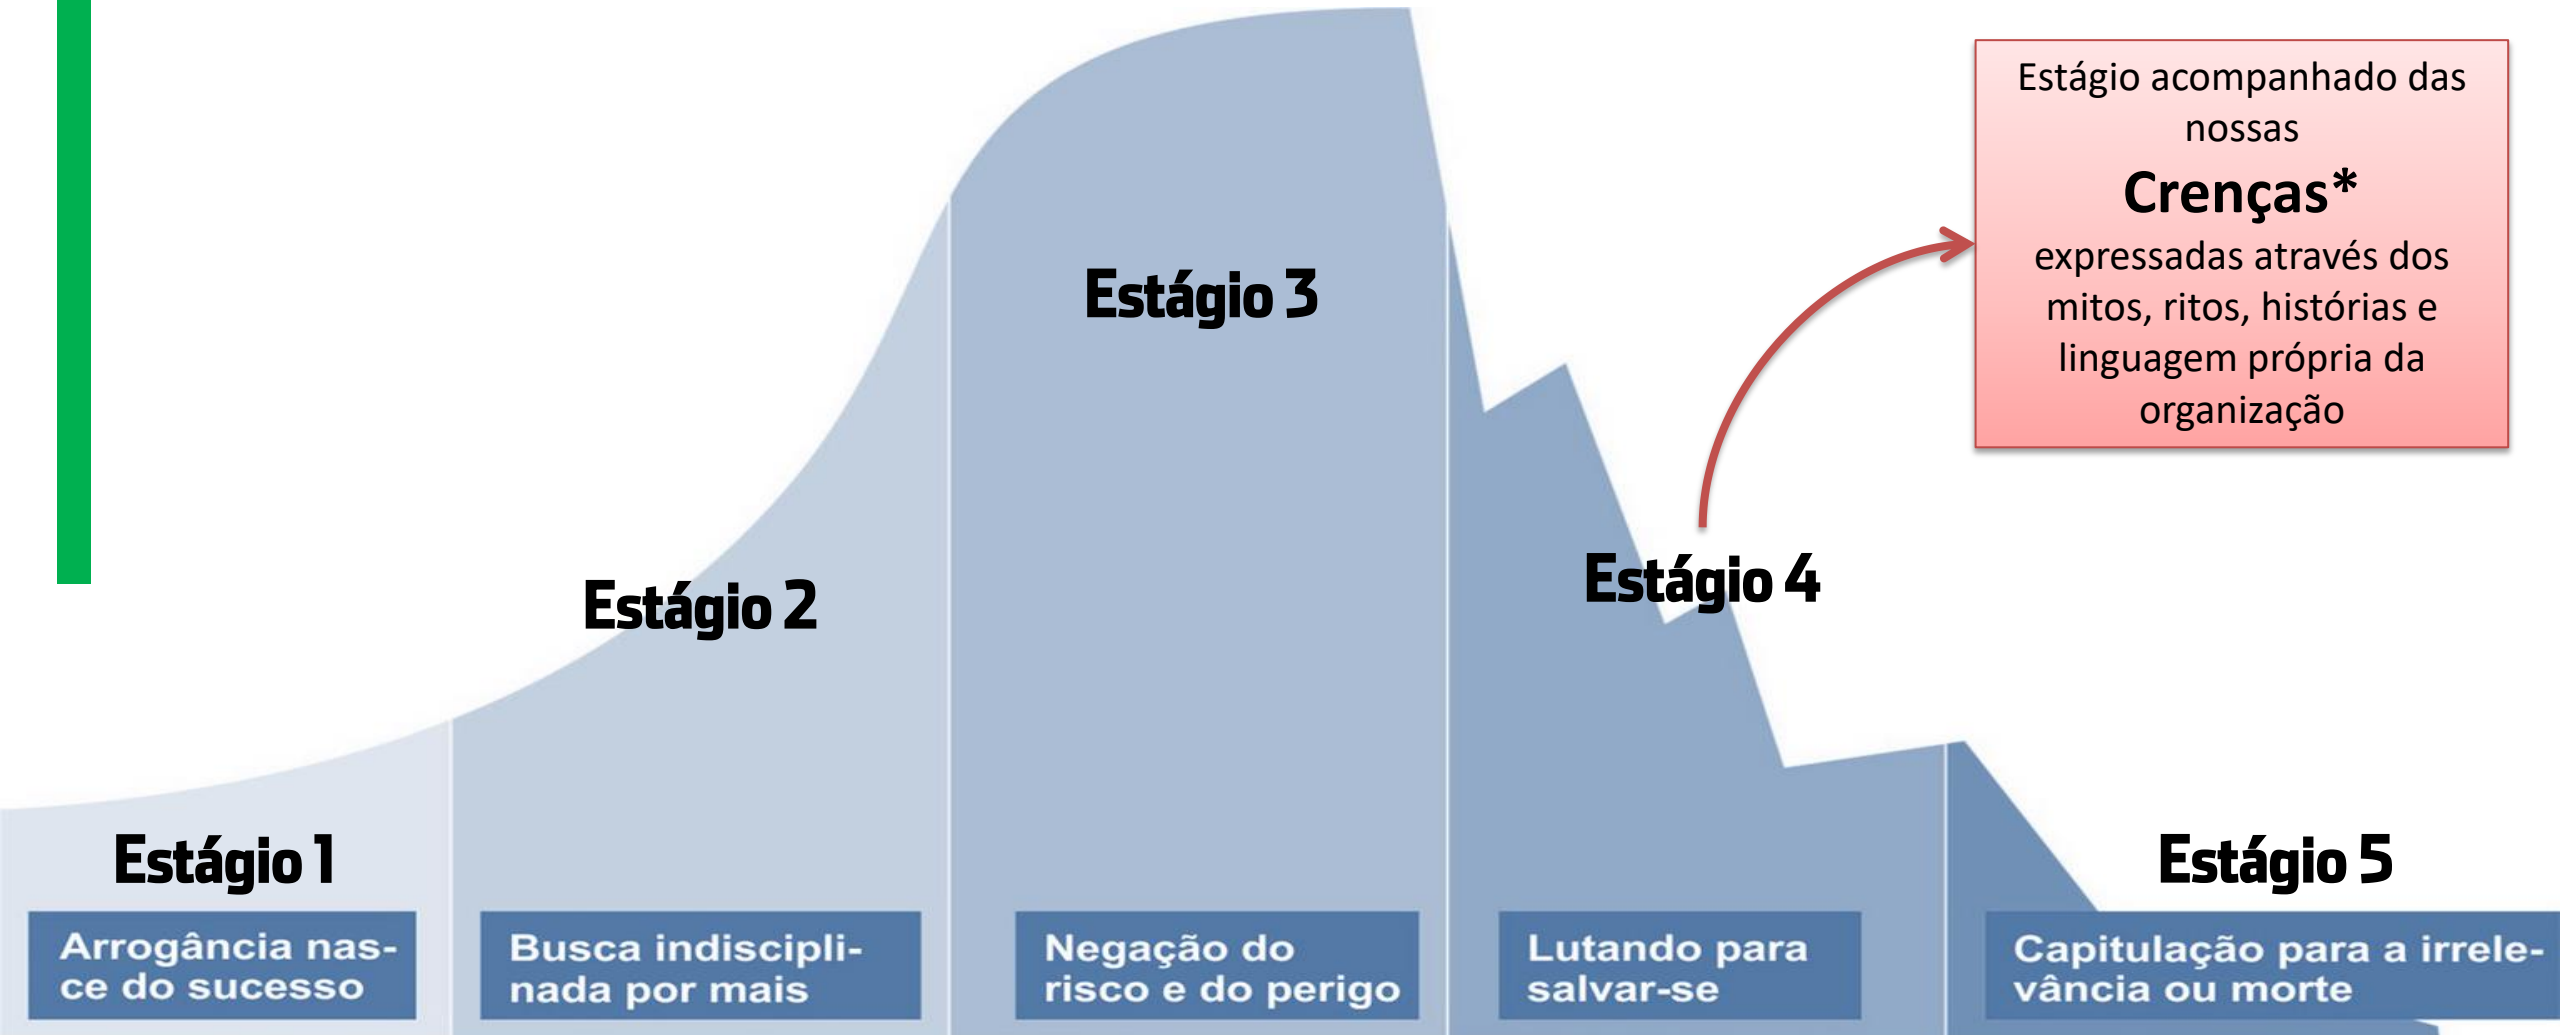 Estágio acompanhado das
nossas
Crenças*
expressadas através dos
mitos, ritos, histórias e
linguagem própria da
organização
Estágio 3
Estágio 4
Estágio 2
Estágio 1
Estágio 5
Arrogância nas-
ce do sucesso
Busca indiscipli-
nada por mais
Negação do
risco e do perigo
Lutando para
salvar-se
Capitulação para a irrele-
vância ou morte